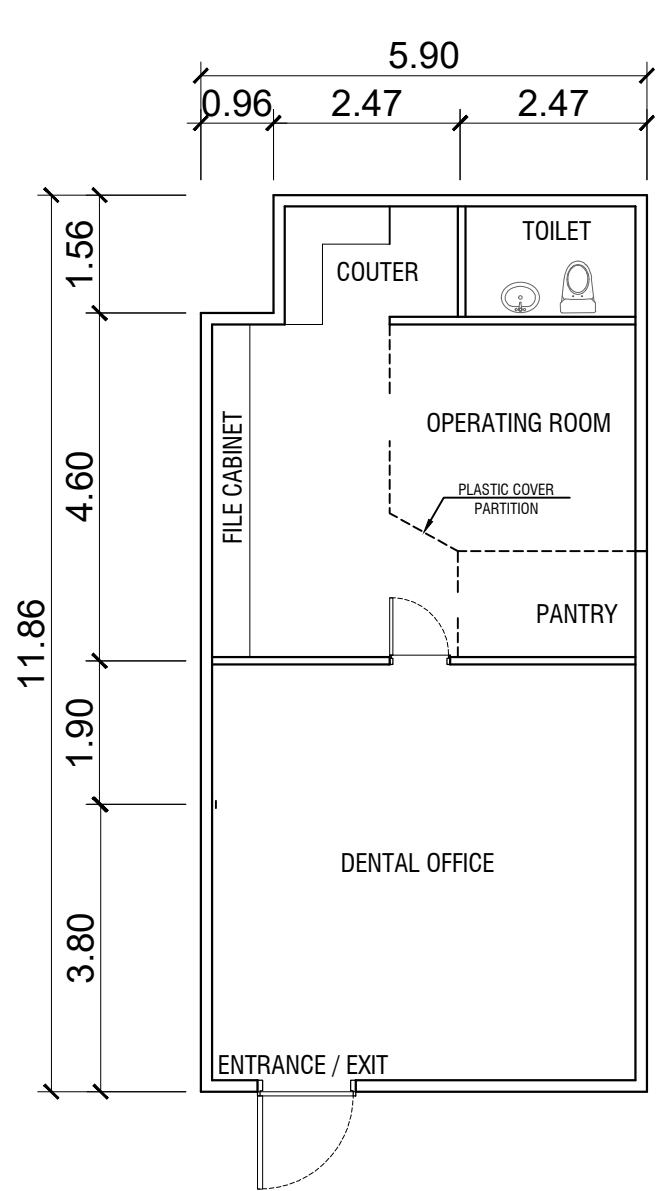 5.90
0.96 2.47 2.47
1.56
TOILET
COUTER
4.60
FILE CABINET
OPERATING ROOM
PLASTIC COVER
PARTITION
11.86
PANTRY
1.90
DENTAL OFFICE
3.80
ENTRANCE / EXIT